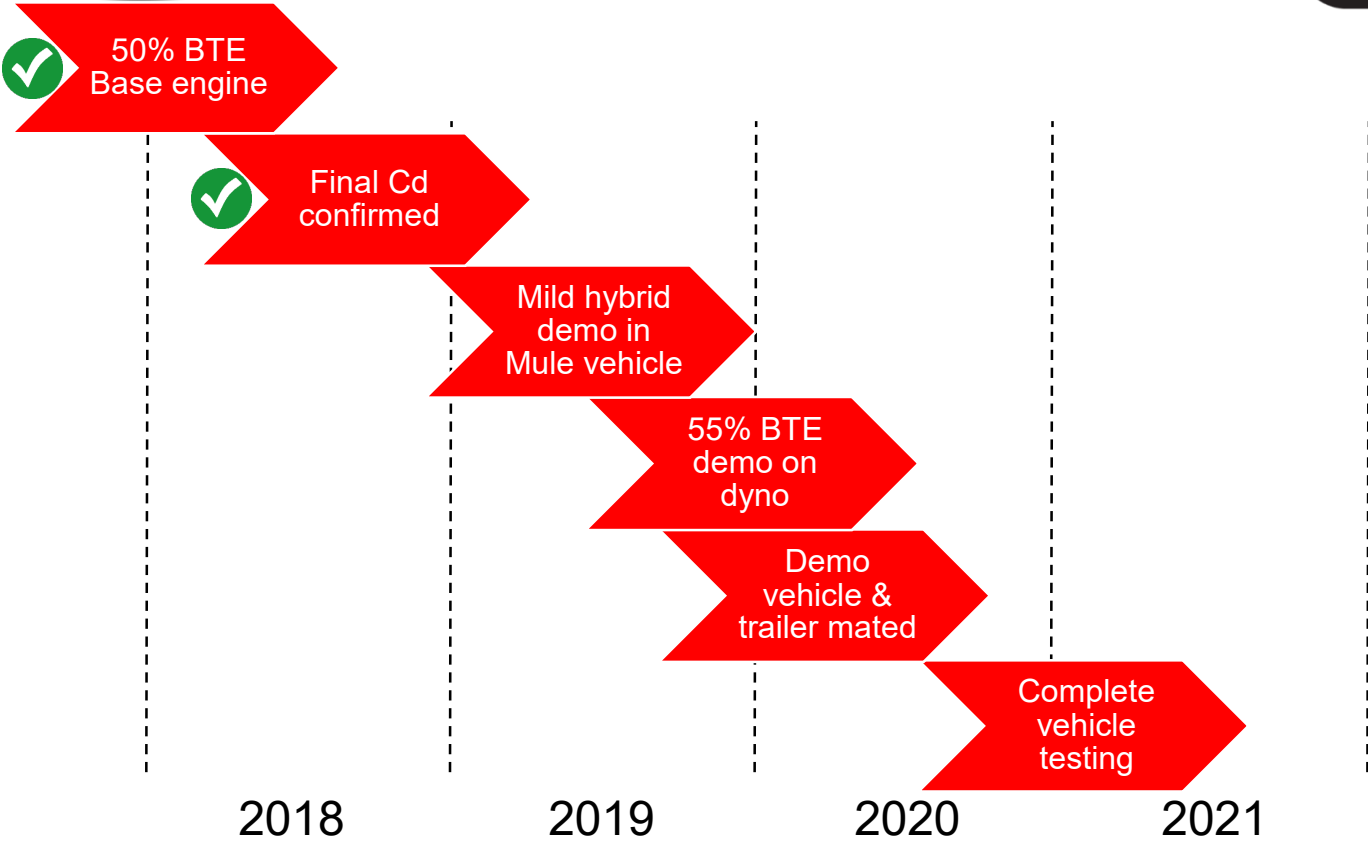 50% BTE
Base engine
Final Cd
confirmed
Mild hybrid
demo in
Mule vehicle
55% BTE
demo on
dyno
Demo
vehicle &
trailer mated
Complete
vehicle
testing
2018
2019
2020
2021